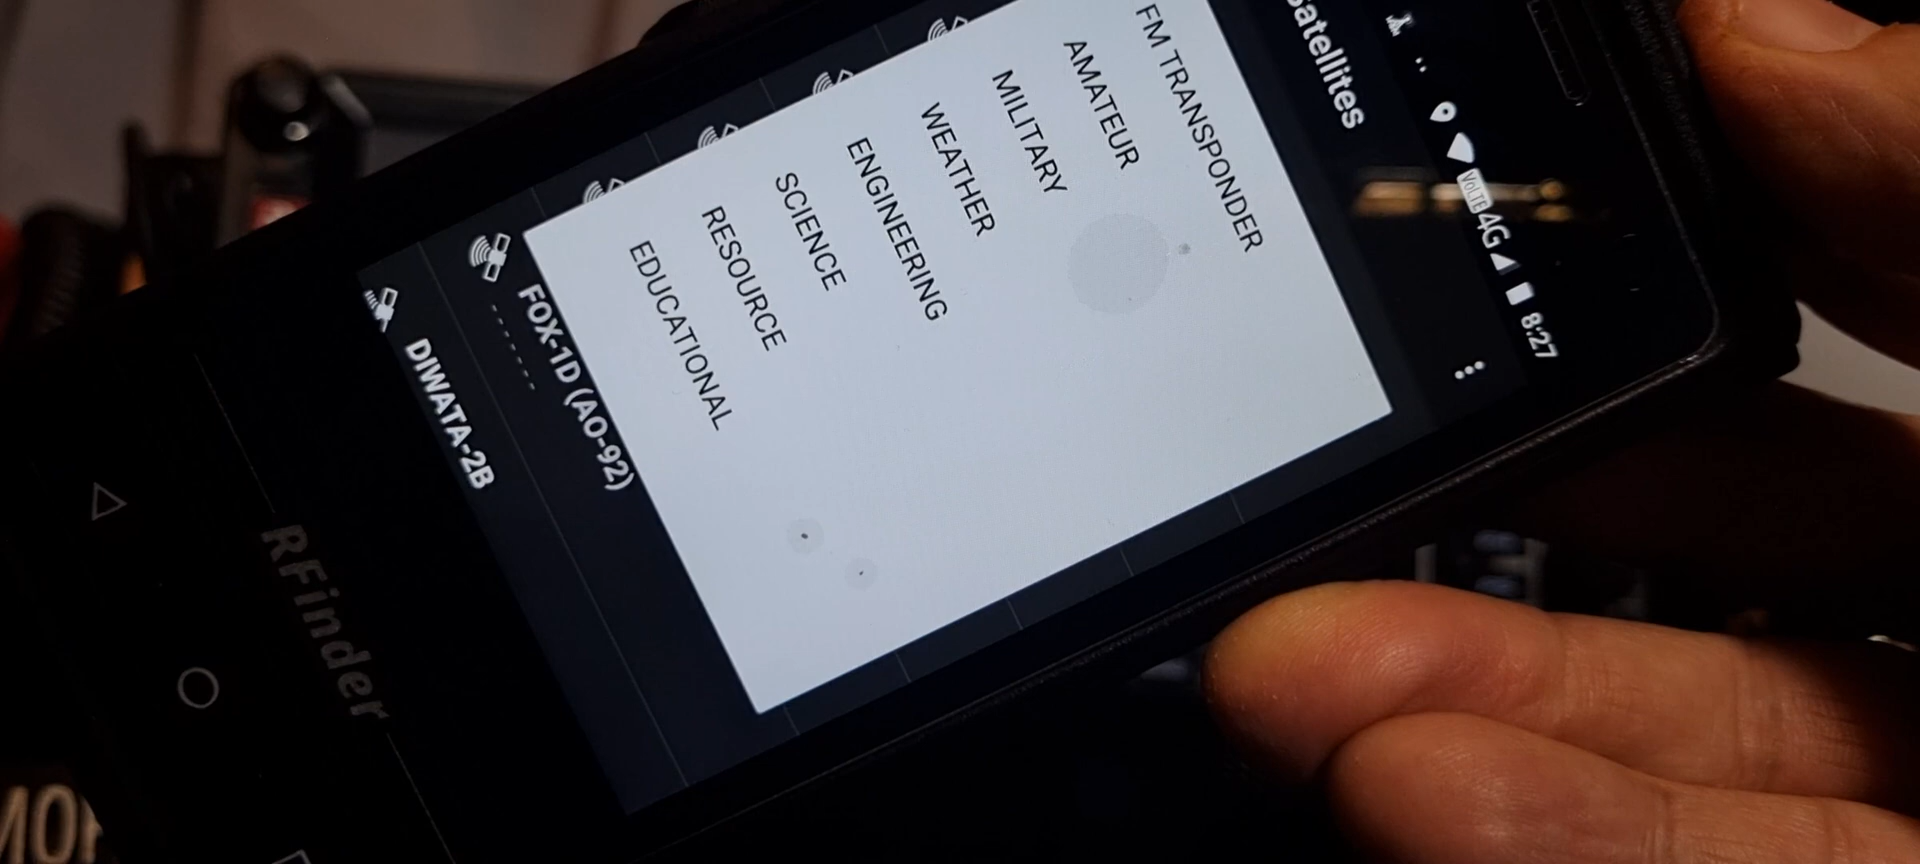 VoLTE 4G 8:27
Satellites
FM TRANSPONDER
AMATEUR
MILITARY
WEATHER
ENGINEERING
SCIENCE
RESOURCE
EDUCATIONAL
FOX-1D (AO-92)
-------
DIWATA-2B
RFinder